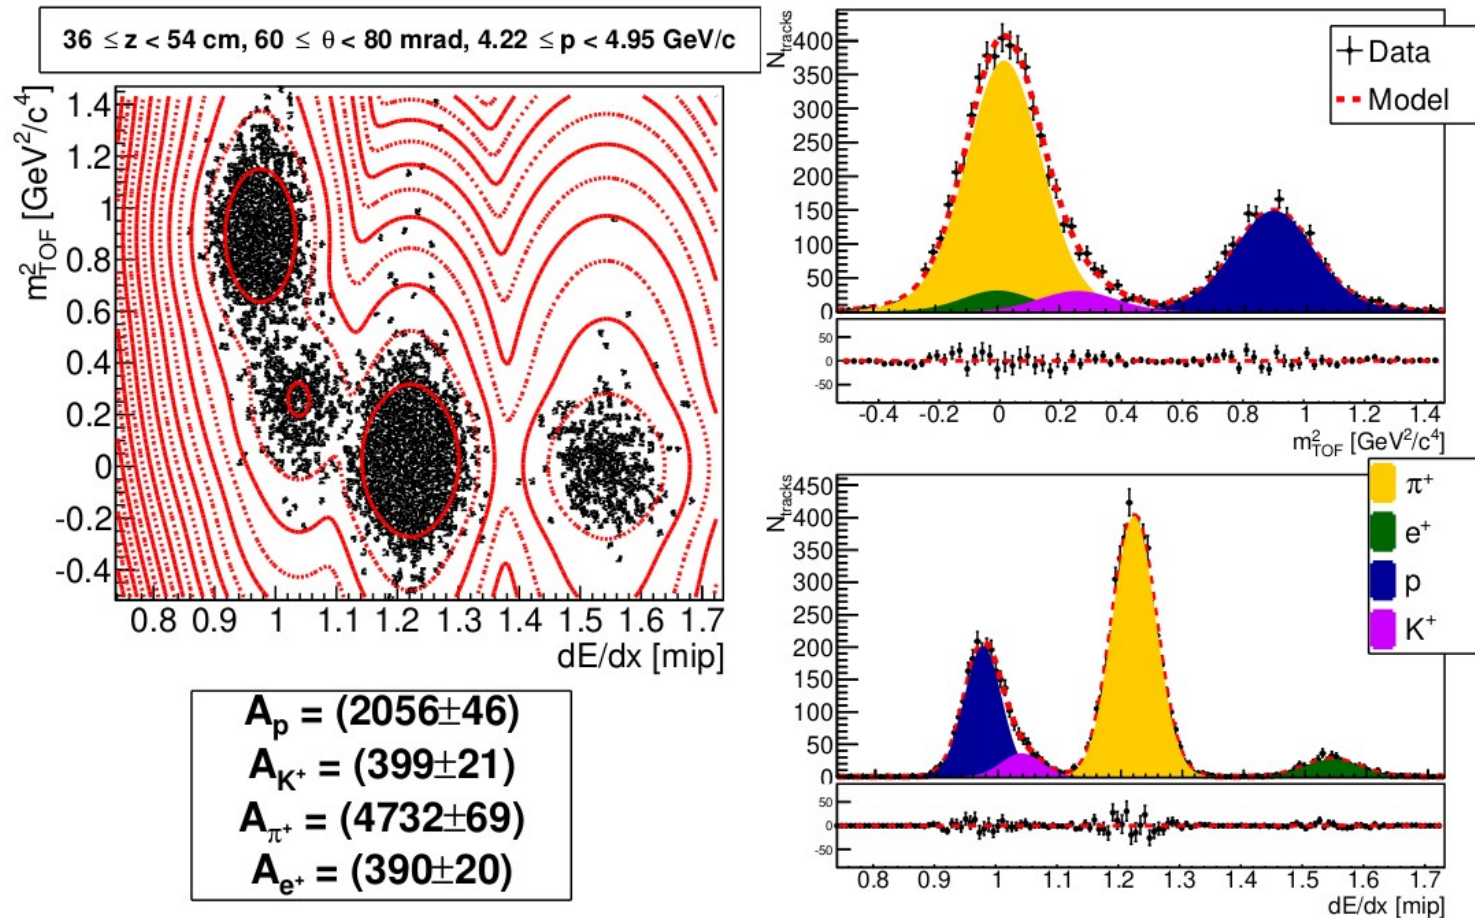 36 ≤ z < 54 cm, 60 ≤ θ < 80 mrad, 4.22 ≤ p < 4.95 GeV/c
m²TOF [GeV²/c⁴]
1.4
1.2
1
0.8
0.6
0.4
0.2
0
-0.2
-0.4
0.8 0.9 1 1.1 1.2 1.3 1.4 1.5 1.6 1.7
dE/dx [mip]
Ap = (2056±46)
AK+ = (399±21)
Aπ+ = (4732±69)
Ae+ = (390±20)
Ntracks
400
350
300
250
200
150
100
50
0
Data
Model
50
0
-50
-0.4 -0.2 0 0.2 0.4 0.6 0.8 1 1.2 1.4
m²TOF [GeV²/c⁴]
Ntracks
450
400
350
300
250
200
150
100
50
0
π+
e+
p
K+
50
0
-50
0.8 0.9 1 1.1 1.2 1.3 1.4 1.5 1.6 1.7
dE/dx [mip]